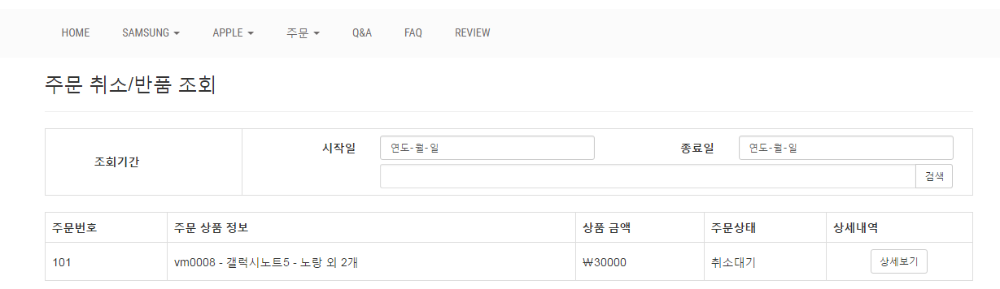 HOME SAMSUNG APPLE 주문 Q&A FAQ REVIEW
주문 취소/반품 조회
조회기간 시작일 연도-월-일 종료일 연도-월-일
검색
주문번호 주문 상품 정보 상품 금액 주문상태 상세내역
101 vm0008 - 갤럭시노트5 - 노랑 외 2개 ₩30000 취소대기 상세보기